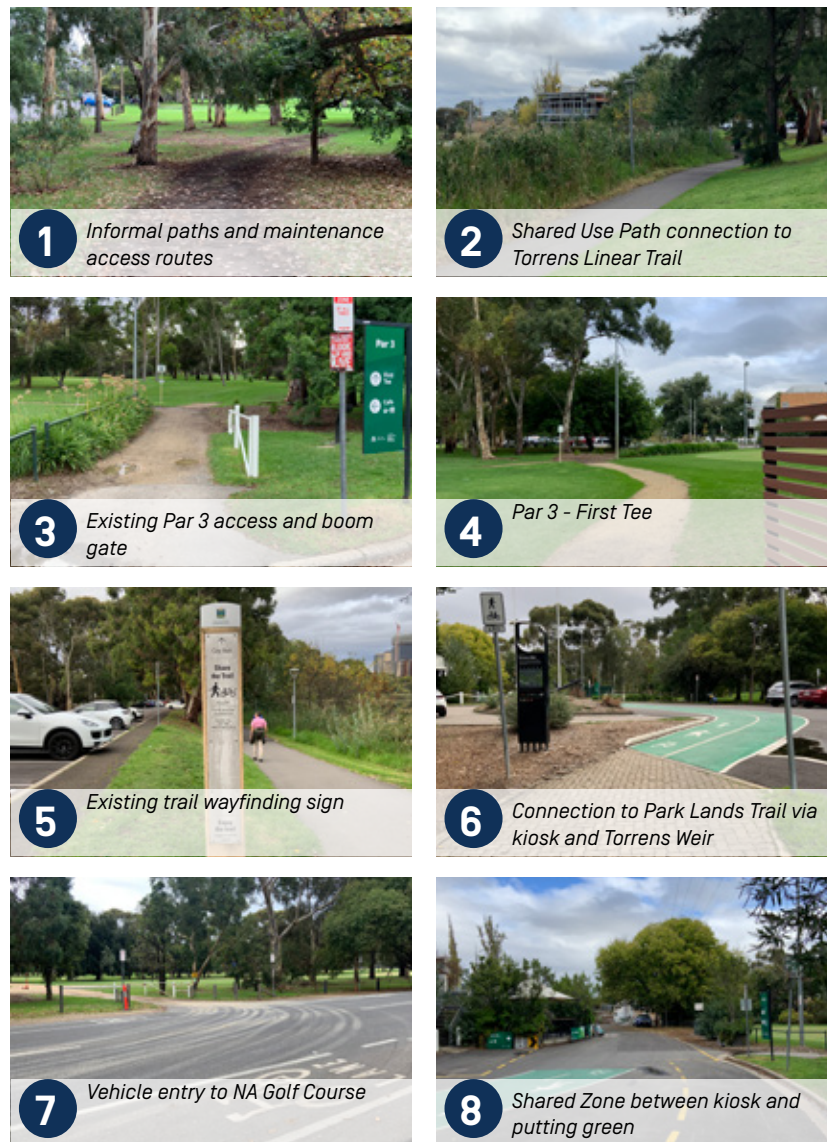 1
Informal paths and maintenance
access routes
2
Shared Use Path connection to
Torrens Linear Trail
Par 3
3
Existing Par 3 access and boom
gate
4
Par 3 - First Tee
Share
the Trail
5
Existing trail wayfinding sign
6
Connection to Park Lands Trail via
kiosk and Torrens Weir
7
Vehicle entry to NA Golf Course
8
Shared Zone between kiosk and
putting green